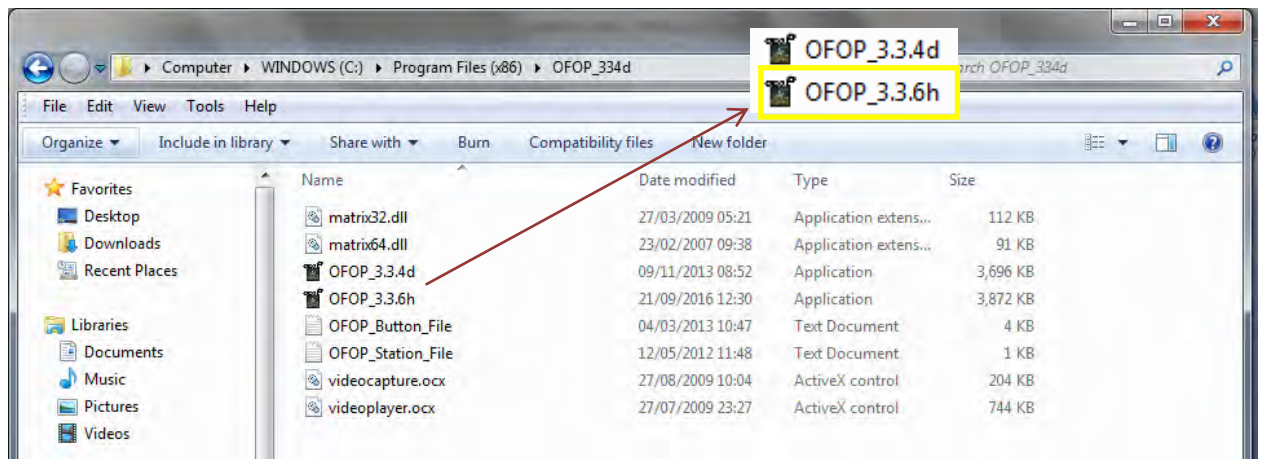 OFOP_3.3.4d
Computer WINDOWS (C:) Program Files (x86) OFOP_334d arch OFOP_334d
OFOP_3.3.6h
File Edit View Tools Help
Organize Include in library Share with Burn Compatibility files New folder
Name Date modified Type Size
Favorites
Desktop matrix32.dll 27/03/2009 05:21 Application extens... 112 KB
Downloads matrix64.dll 23/02/2007 09:38 Application extens... 91 KB
Recent Places OFOP_3.3.4d 09/11/2013 08:52 Application 3,696 KB
OFOP_3.3.6h 21/09/2016 12:30 Application 3,872 KB
Libraries OFOP_Button_File 04/03/2013 10:47 Text Document 4 KB
Documents OFOP_Station_File 12/05/2012 11:48 Text Document 1 KB
Music videocapture.ocx 27/08/2009 10:04 ActiveX control 204 KB
Pictures videoplayer.ocx 27/07/2009 23:27 ActiveX control 744 KB
Videos